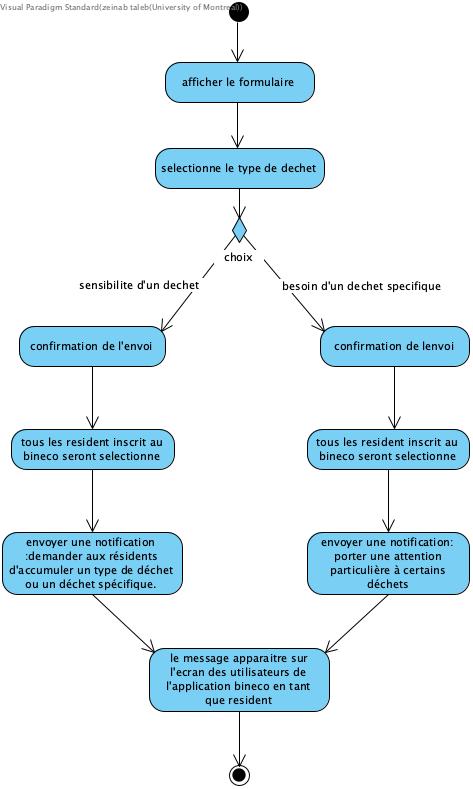 Visual Paradigm Standard(zeinab taleb(University of Montreal))
afficher le formulaire
selectionne le type de dechet
choix
sensibilite d'un dechet
besoin d'un dechet specifique
confirmation de l'envoi
confirmation de lenvoi
tous les resident inscrit au
bineco seront selectionne
tous les resident inscrit au
bineco seront selectionne
envoyer une notification
:demander aux résidents
d'accumuler un type de déchet
ou un déchet spécifique.
envoyer une notification:
porter une attention
particulière à certains
déchets
le message apparaitre sur
l'ecran des utilisateurs de
l'application bineco en tant
que resident